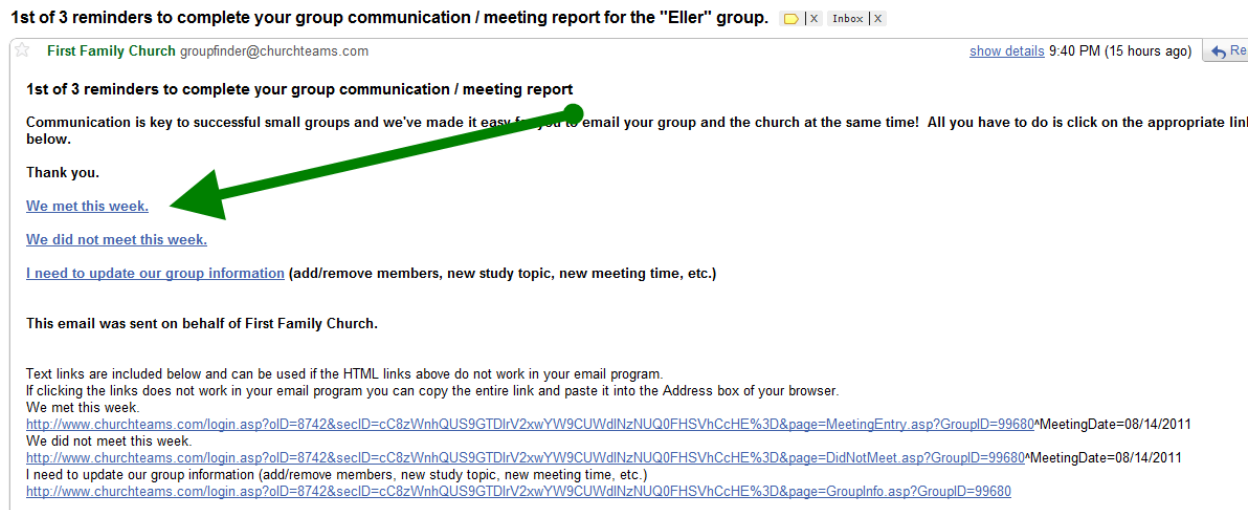 1st of 3 reminders to complete your group communication / meeting report for the "Eller" group. X Inbox X
First Family Church groupfinder@churchteams.com show details 9:40 PM (15 hours ago)
1st of 3 reminders to complete your group communication / meeting report
Communication is key to successful small groups and we've made it easy for you to email your group and the church at the same time! All you have to do is click on the appropriate link
below.
Thank you.
We met this week.
We did not meet this week.
I need to update our group information (add/remove members, new study topic, new meeting time, etc.)
This email was sent on behalf of First Family Church.
Text links are included below and can be used if the HTML links above do not work in your email program.
If clicking the links does not work in your email program you can copy the entire link and paste it into the Address box of your browser.
We met this week.
http://www.churchteams.com/login.asp?oID=8742&secID=cC8zWnhQUS9GTDlrV2xwYW9CUWdlNzNUQ0FHSVhCcHE%3D&page=MeetingEntry.asp?GroupID=99680^MeetingDate=08/14/2011
We did not meet this week.
http://www.churchteams.com/login.asp?oID=8742&secID=cC8zWnhQUS9GTDlrV2xwYW9CUWdlNzNUQ0FHSVhCcHE%3D&page=DidNotMeet.asp?GroupID=99680^MeetingDate=08/14/2011
I need to update our group information (add/remove members, new study topic, new meeting time, etc.)
http://www.churchteams.com/login.asp?oID=8742&secID=cC8zWnhQUS9GTDlrV2xwYW9CUWdlNzNUQ0FHSVhCcHE%3D&page=GroupInfo.asp?GroupID=99680